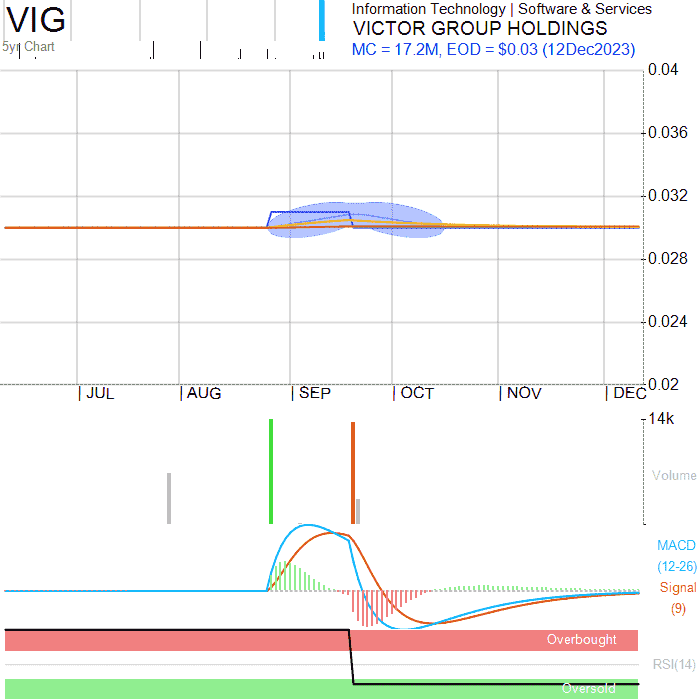 VIG
5yr Chart
Information Technology | Software & Services
VICTOR GROUP HOLDINGS
MC = 17.2M, EOD = $0.03 (12Dec2023)
0.04
0.036
0.032
0.028
0.024
0.02
| JUL | AUG | SEP | OCT | NOV | DEC
14k
Volume
MACD
(12-26)
Signal
(9)
Overbought
RSI(14)
Oversold